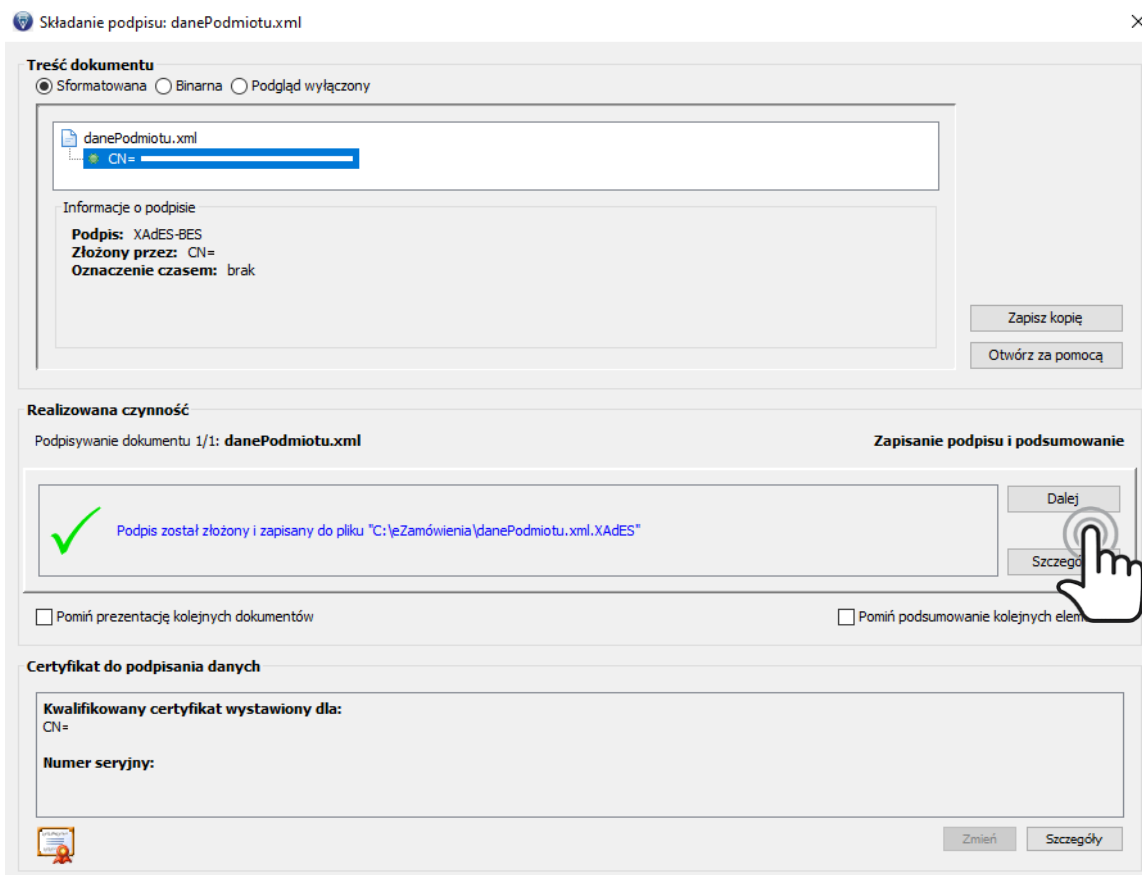 Składanie podpisu: danePodmiotu.xml
Treść dokumentu
Sformatowana Binarna Podgląd wyłączony
danePodmiotu.xml
CN=
Informacje o podpisie
Podpis: XAdES-BES
Złożony przez: CN=
Oznaczenie czasem: brak
Zapisz kopię
Otwórz za pomocą
Realizowana czynność
Podpisywanie dokumentu 1/1: danePodmiotu.xml Zapisanie podpisu i podsumowanie
Dalej
Podpis został złożony i zapisany do pliku "C:\eZamówienia\danePodmiotu.xml.XAdES"
Pomiń prezentację kolejnych dokumentów Pomiń podsumowanie kolejnych
Certyfikat do podpisania danych
Kwalifikowany certyfikat wystawiony dla:
CN=
Numer seryjny:
Zmień Szczegóły